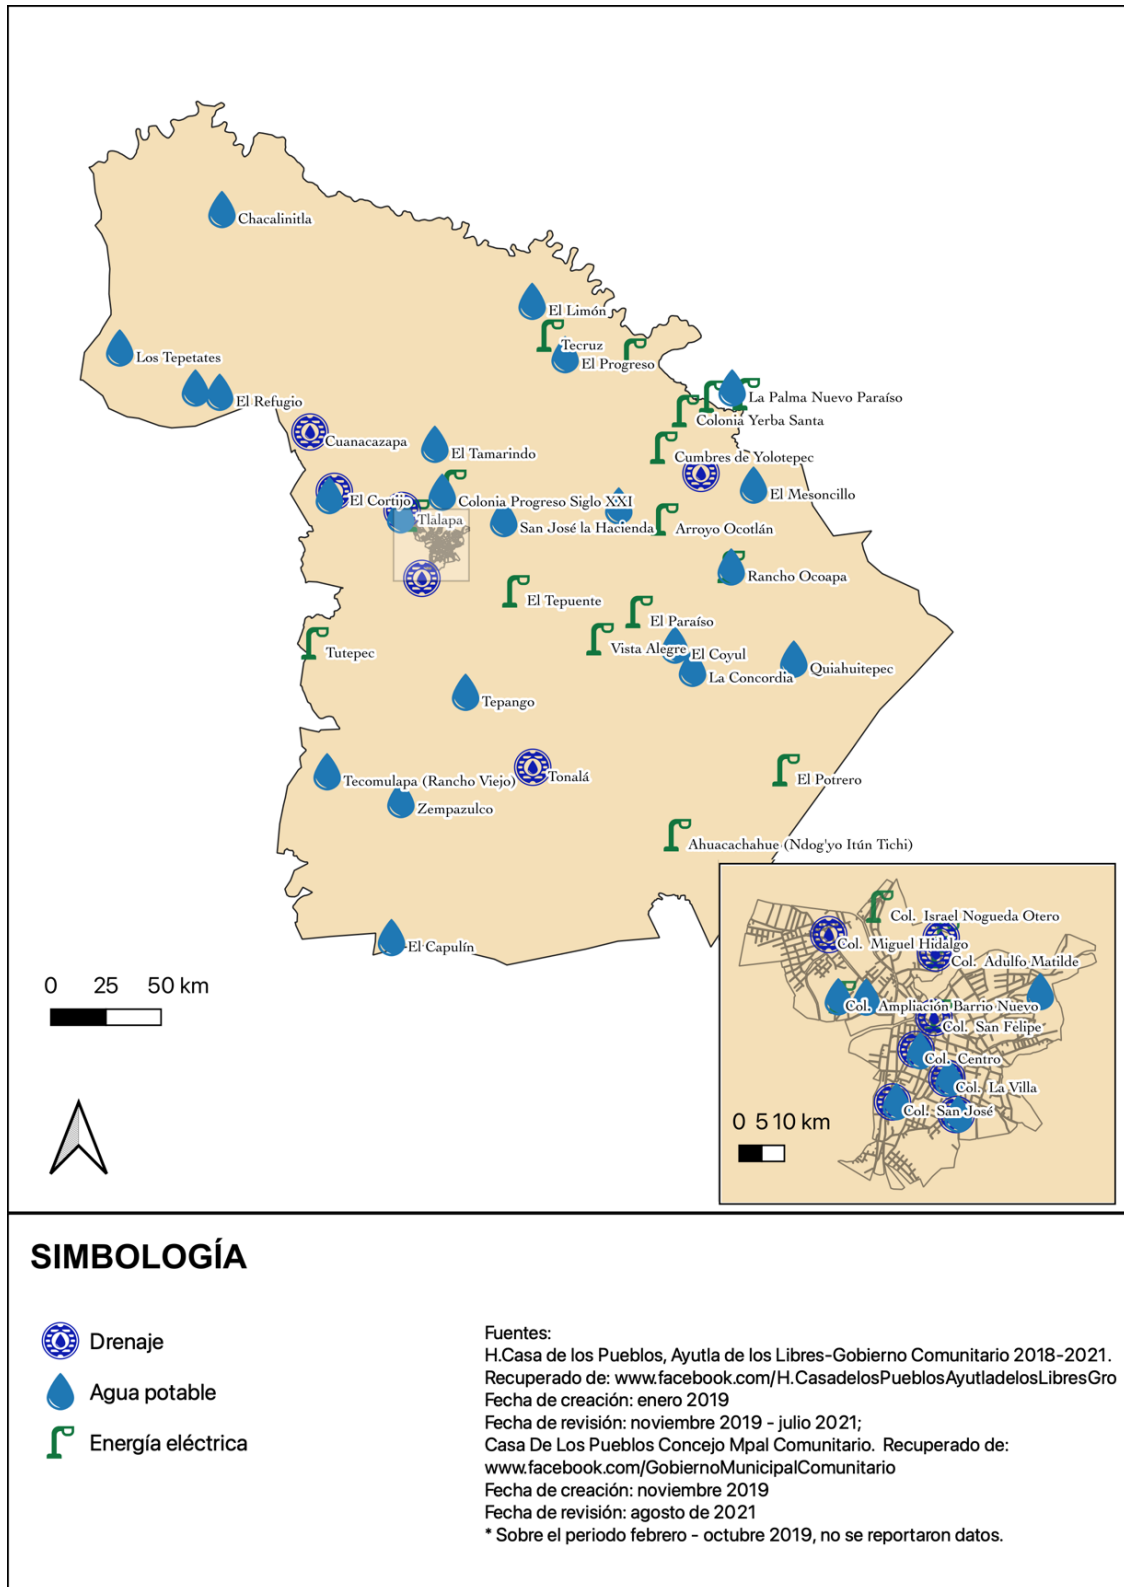 Chacalinitla
El Limón
Tecruz
El Progreso
Los Tepetates
El Refugio
La Palma Nuevo Paraíso
Colonia Yerba Santa
Cuanacazapa
El Tamarindo
Cumbres de Yolotepec
El Mesoncillo
El Cortijo
Colonia Progreso Siglo XXI
Tlalapa
San José la Hacienda
Arroyo Ocotlán
Rancho Ocoapa
El Tepuente
El Paraíso
Tutepec
Vista Alegre
El Coyul
La Concordia
Quiahuitepec
Tepango
Tecomulapa (Rancho Viejo)
Tonalá
El Potrero
Zempazulco
Ahuacachahue (Ndog'yo Itún Tichi)
El Capulín
0 25 50 km
Col. Israel Nogueda Otero
Col. Miguel Hidalgo
Col. Adulfo Matilde
Col. Ampliación Barrio Nuevo
Col. San Felipe
Col. Centro
Col. La Villa
Col. San José
0 5 10 km
SIMBOLOGÍA
Drenaje
Agua potable
Energía eléctrica
Fuentes:
H.Casa de los Pueblos, Ayutla de los Libres-Gobierno Comunitario 2018-2021.
Recuperado de: www.facebook.com/H.CasadelosPueblosAyutladelosLibresGro
Fecha de creación: enero 2019
Fecha de revisión: noviembre 2019 - julio 2021;
Casa De Los Pueblos Concejo Mpal Comunitario. Recuperado de:
www.facebook.com/GobiernoMunicipalComunitario
Fecha de creación: noviembre 2019
Fecha de revisión: agosto de 2021
* Sobre el periodo febrero - octubre 2019, no se reportaron datos.